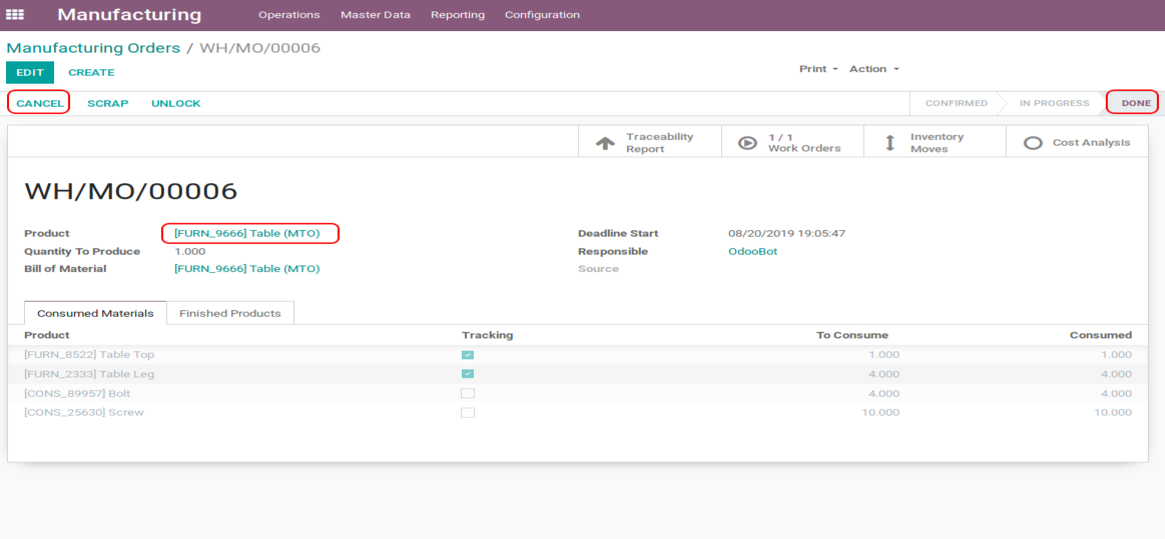 Manufacturing Operations Master Data Reporting Configuration
Manufacturing Orders / WH/MO/00006
EDIT CREATE Print Action
CANCEL SCRAP UNLOCK CONFIRMED IN PROGRESS DONE
Traceability Report 1 / 1 Work Orders Inventory Moves Cost Analysis
WH/MO/00006
Product [FURN_9666] Table (MTO) Deadline Start 08/20/2019 19:05:47
Quantity To Produce 1.000 Responsible OdooBot
Bill of Material [FURN_9666] Table (MTO) Source
Consumed Materials Finished Products
Product Tracking To Consume Consumed
[FURN_8522] Table Top 1.000 1.000
[FURN_2333] Table Leg 4.000 4.000
[CONS_89957] Bolt 4.000 4.000
[CONS_25630] Screw 10.000 10.000